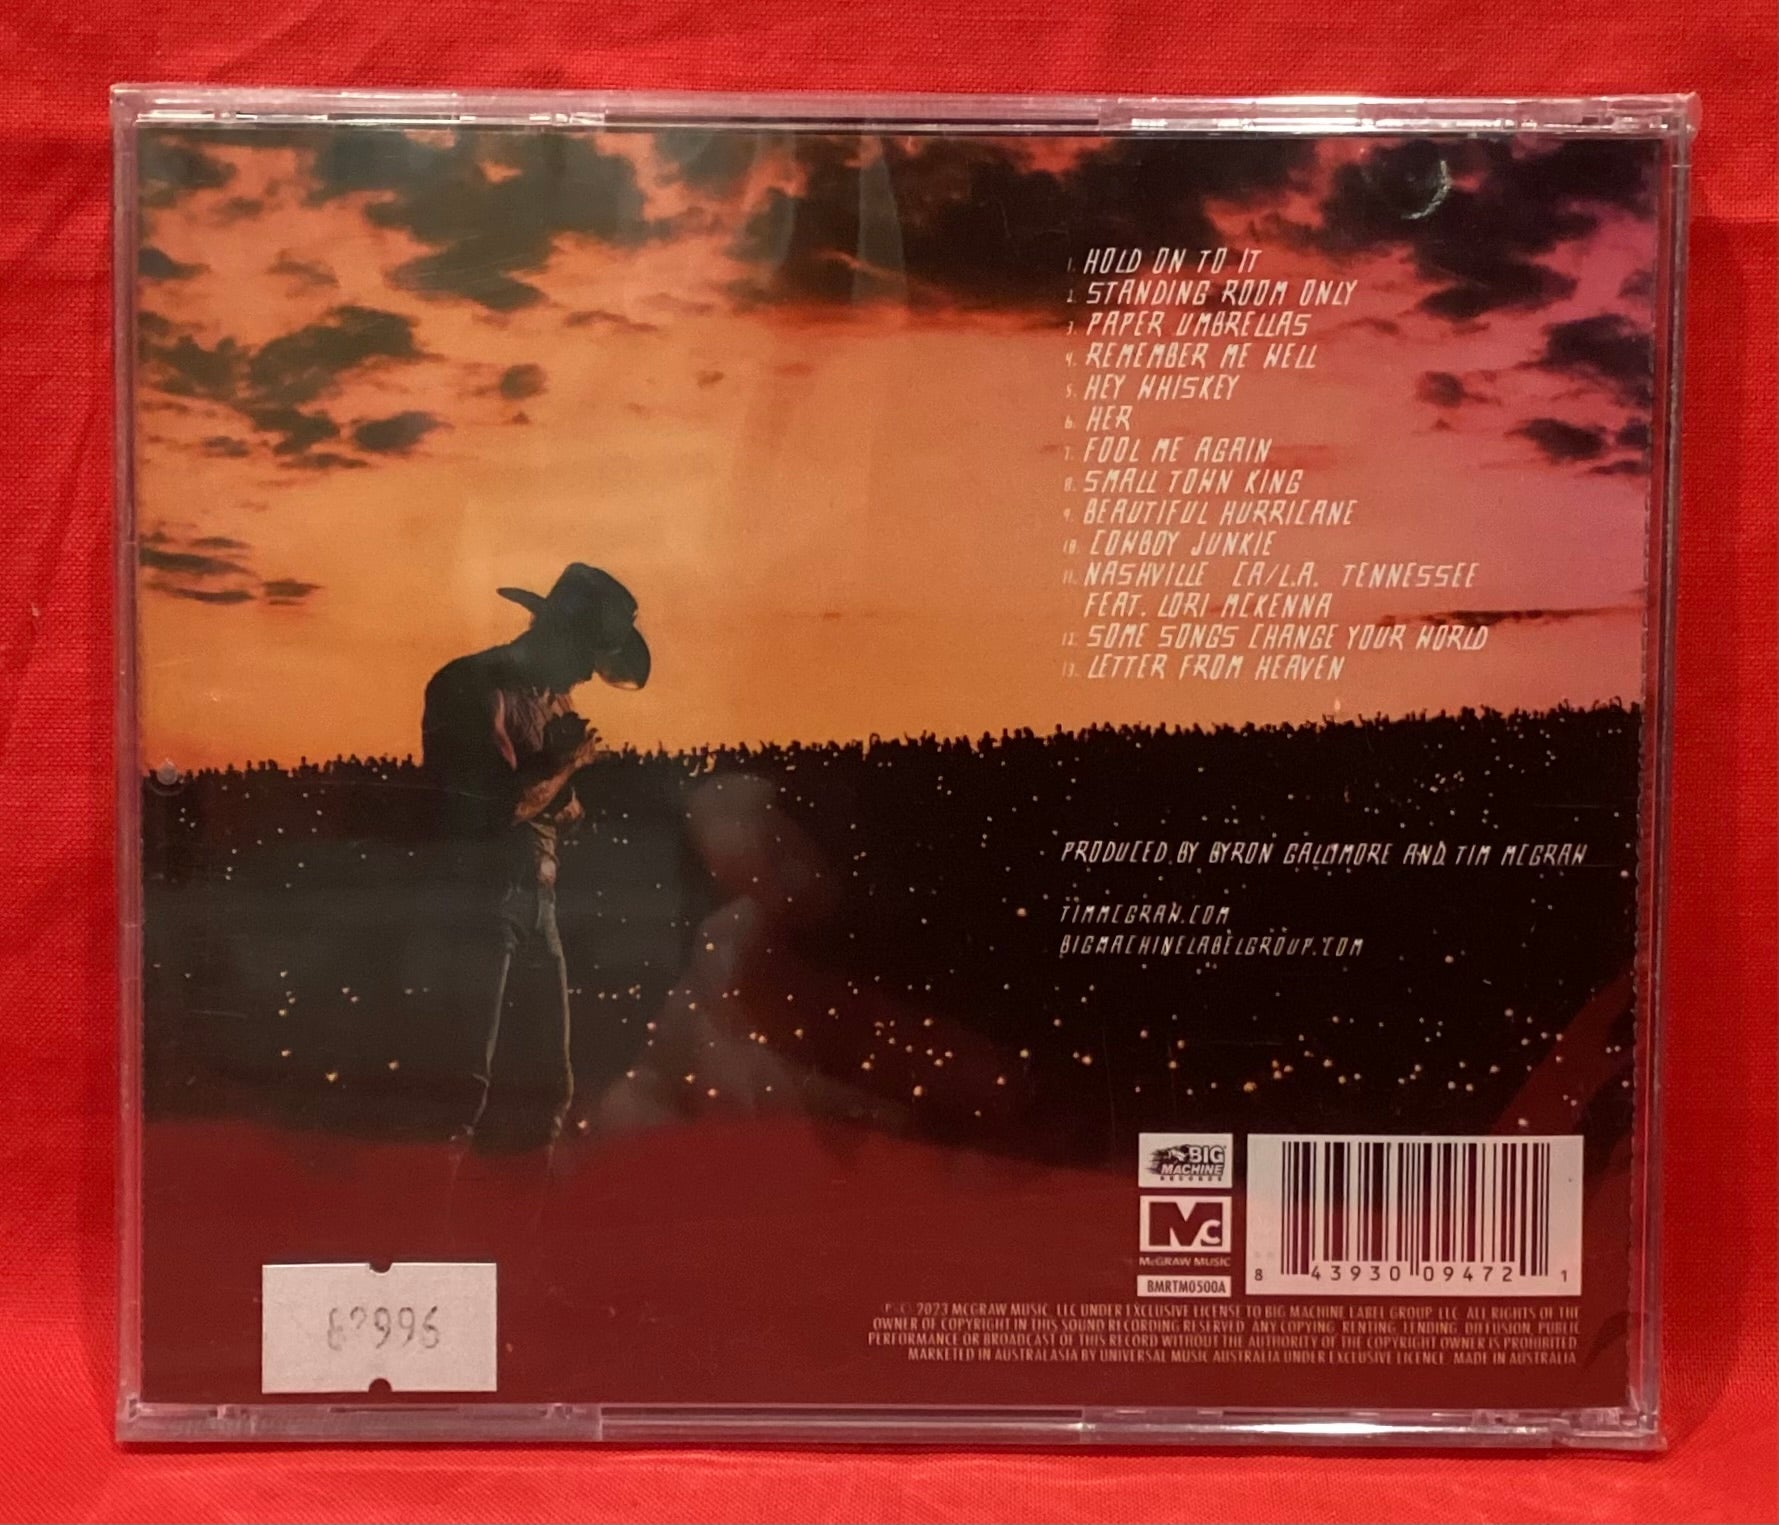 1. HOLD ON TO IT
2. STANDING ROOM ONLY
3. PAPER UMBRELLAS
4. REMEMBER ME WELL
5. HEY WHISKEY
6. HER
7. FOOL ME AGAIN
8. SMALL TOWN KING
9. BEAUTIFUL HURRICANE
10. COWBOY JUNKIE
11. NASHVILLE CA/L.A. TENNESSEE
FEAT. LORI MCKENNA
12. SOME SONGS CHANGE YOUR WORLD
13. LETTER FROM HEAVEN
PRODUCED BY BYRON GALLIMORE AND TIM MCGRAW
TIMMCGRAW.COM
BIGMACHINELABELGROUP.COM
BIG
MACHINE
RECORDS
Mc
McGRAW MUSIC
BMRTM0500A
8 43930 09472 1
℗ © 2023 MCGRAW MUSIC, LLC UNDER EXCLUSIVE LICENSE TO BIG MACHINE LABEL GROUP, LLC. ALL RIGHTS OF THE
OWNER OF COPYRIGHT IN THIS SOUND RECORDING RESERVED. ANY COPYING, RENTING, LENDING, DIFFUSION, PUBLIC
PERFORMANCE OR BROADCAST OF THIS RECORD WITHOUT THE AUTHORITY OF THE COPYRIGHT OWNER IS PROHIBITED.
MARKETED IN AUSTRALASIA BY UNIVERSAL MUSIC AUSTRALIA UNDER EXCLUSIVE LICENCE. MADE IN AUSTRALIA